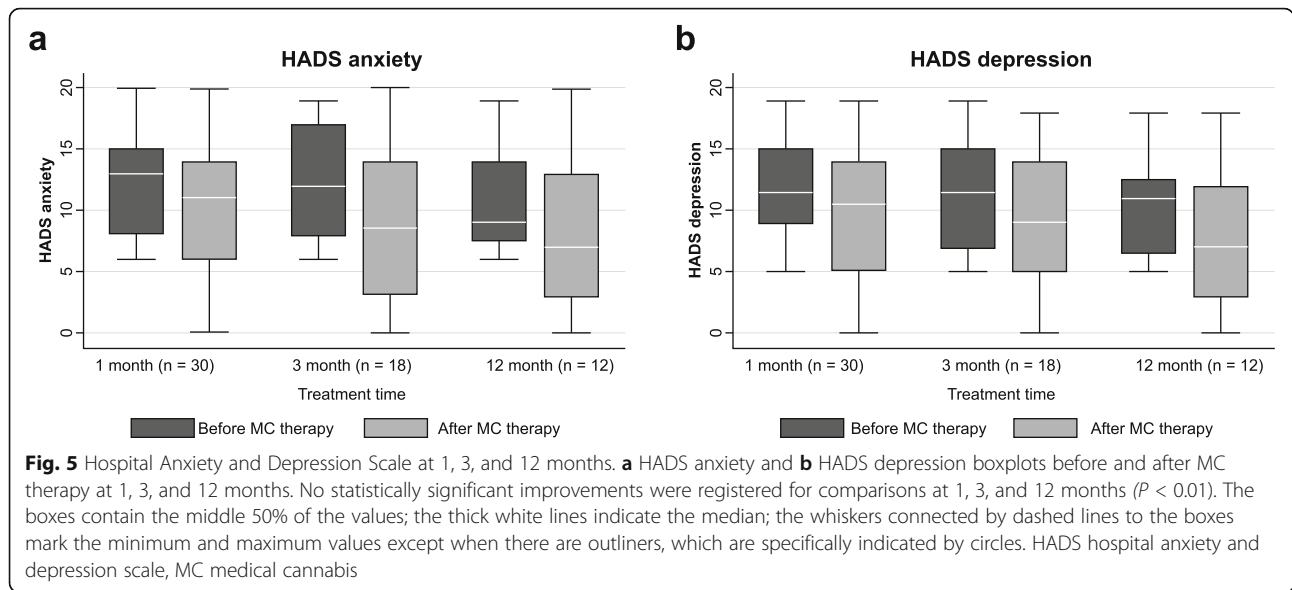 a
HADS anxiety
HADS anxiety
20
15
10
5
0
1 month (n = 30)
3 month (n = 18)
12 month (n = 12)
Treatment time
Before MC therapy
After MC therapy
b
HADS depression
HADS depression
20
15
10
5
0
1 month (n = 30)
3 month (n = 18)
12 month (n = 12)
Treatment time
Before MC therapy
After MC therapy
Fig. 5 Hospital Anxiety and Depression Scale at 1, 3, and 12 months. a HADS anxiety and b HADS depression boxplots before and after MC
therapy at 1, 3, and 12 months. No statistically significant improvements were registered for comparisons at 1, 3, and 12 months (P < 0.01). The
boxes contain the middle 50% of the values; the thick white lines indicate the median; the whiskers connected by dashed lines to the boxes
mark the minimum and maximum values except when there are outliners, which are specifically indicated by circles. HADS hospital anxiety and
depression scale, MC medical cannabis